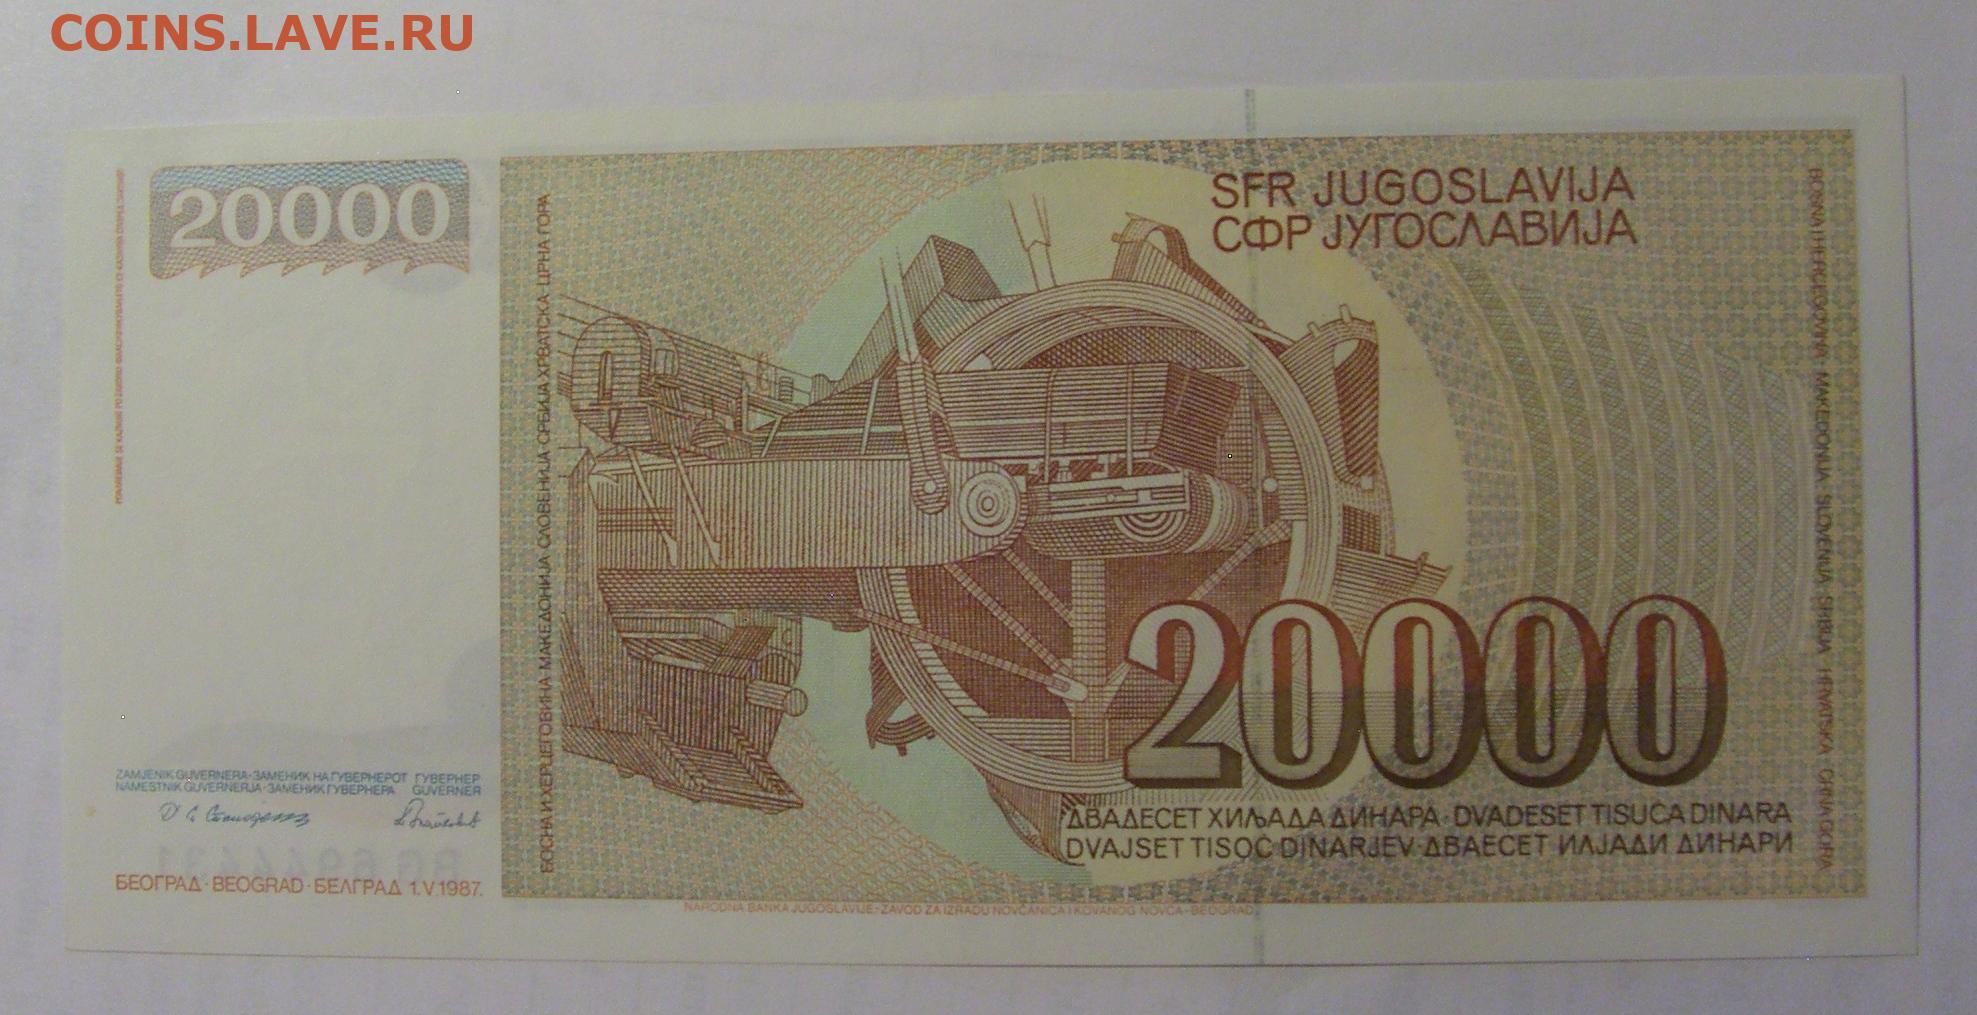 COINS.LAVE.RU
20000
SFR JUGOSLAVIJA
СФР ЈУГОСЛАВИЈА
БОСНА И ХЕРЦЕГОВИНА МАКЕДОНИЈА СЛОВЕНИЈА СРБИЈА ХРВАТСКА ЦРНА ГОРА
BOSNA I HERCEGOVINA MAKEDONIJA SLOVENIJA SRBIJA HRVATSKA CRNA GORA
20000
ДВАДЕСЕТ ХИЉАДА ДИНАРА · DVADESET TISUĆA DINARA
DVAJSET TISOČ DINARJEV · ДВАЕСЕТ ИЛЈАДИ ДИНАРИ
ZAMJENIK GUVERNERA · ЗАМЕНИК НА ГУВЕРНЕРОТ ГУВЕРНЕР
NAMESTNIK GUVERNERJA · ЗАМЕНИК ГУВЕРНЕРА GUVERNER
БЕОГРАД · BEOGRAD · БЕЛГРАД 1.V.1987.
NARODNA BANKA JUGOSLAVIJE - ZAVOD ZA IZRADU NOVČANICA I KOVANOG NOVCA - BEOGRAD